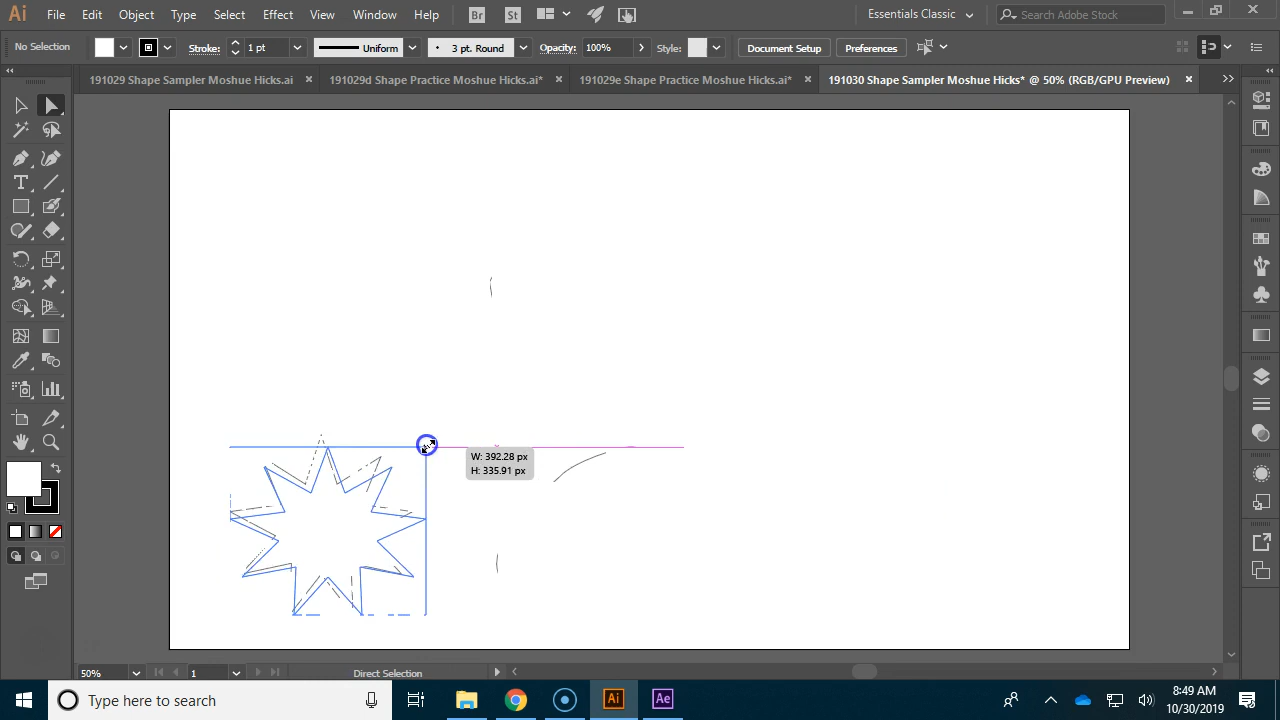 Ai File Edit Object Type Select Effect View Window Help Br St Essentials Classic Search Adobe Stock
No Selection Stroke: 1 pt Uniform 3 pt. Round Opacity: 100% Style: Document Setup Preferences
191029 Shape Sampler Moshue Hicks.ai × 191029d Shape Practice Moshue Hicks.ai* × 191029e Shape Practice Moshue Hicks.ai* × 191030 Shape Sampler Moshue Hicks* @ 50% (RGB/GPU Preview) ×
W: 392.28 px
H: 335.91 px
50% 1 Direct Selection
Type here to search Ai Ae 8:49 AM
10/30/2019